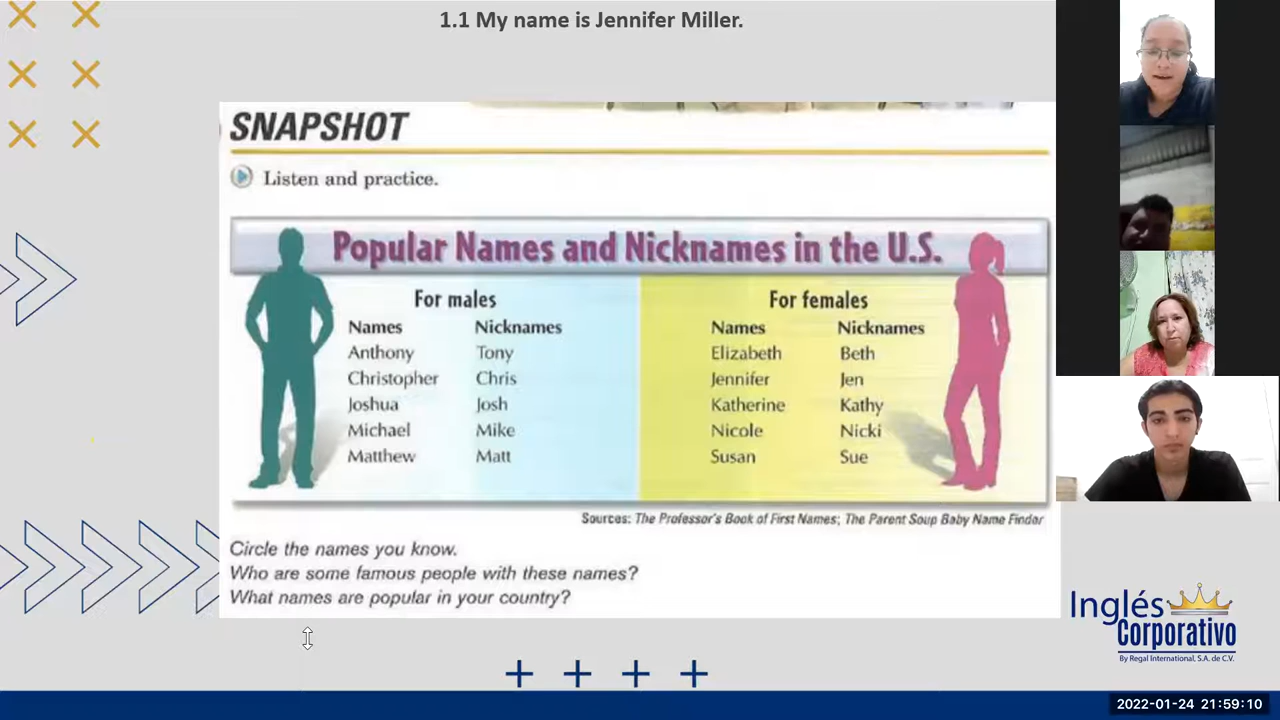 1.1 My name is Jennifer Miller.
SNAPSHOT
Listen and practice.
Popular Names and Nicknames in the U.S.
For males
Names Nicknames
Anthony Tony
Christopher Chris
Joshua Josh
Michael Mike
Matthew Matt
For females
Names Nicknames
Elizabeth Beth
Jennifer Jen
Katherine Kathy
Nicole Nicki
Susan Sue
Sources: The Professor's Book of First Names; The Parent Soup Baby Name Finder
Circle the names you know.
Who are some famous people with these names?
What names are popular in your country?
Inglés
Corporativo
By Regal International, S.A. de C.V.
2022-01-24 21:59:10